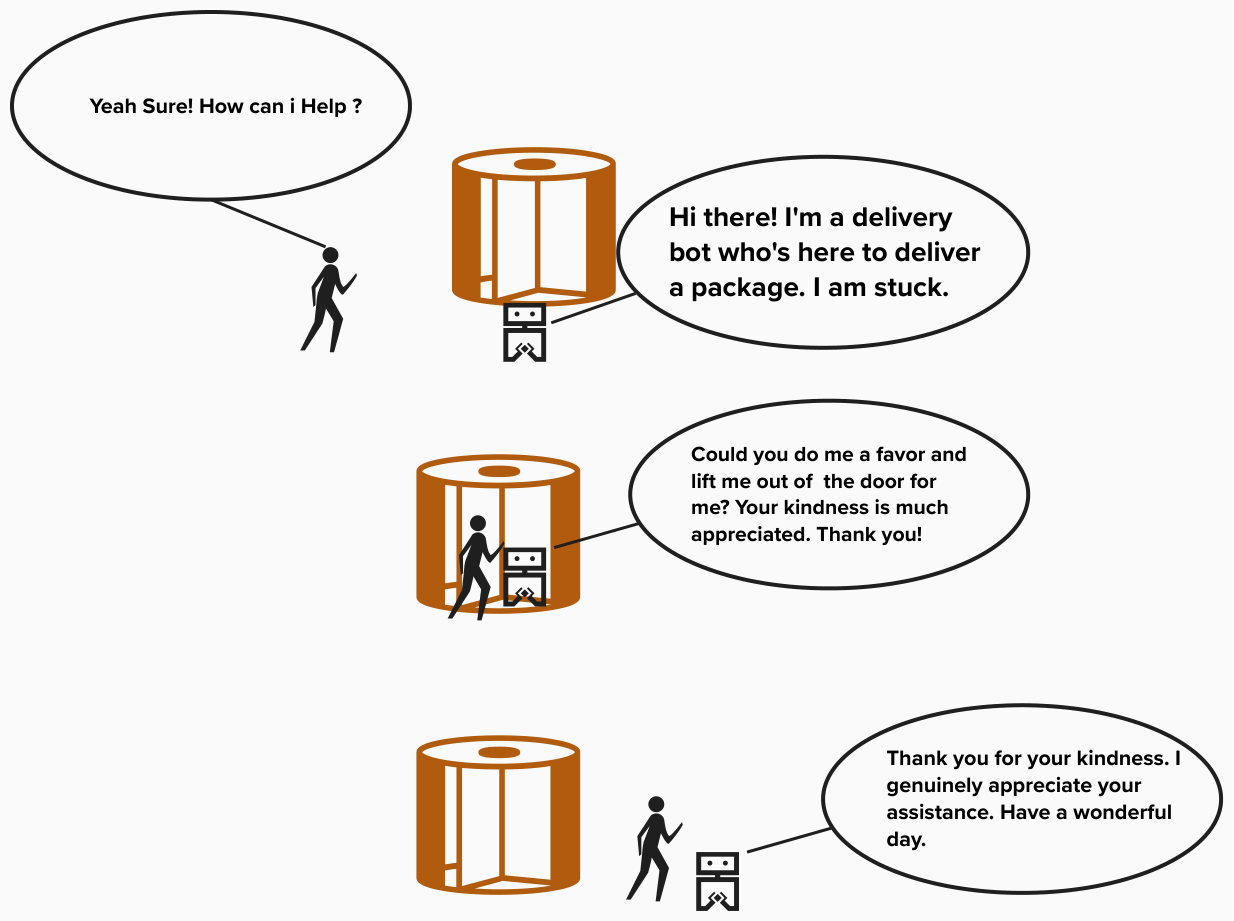 Yeah Sure! How can i Help ?
Hi there! I'm a delivery
bot who's here to deliver
a package. I am stuck.
Could you do me a favor and
lift me out of  the door for
me? Your kindness is much
appreciated. Thank you!
Thank you for your kindness. I
genuinely appreciate your
assistance. Have a wonderful
day.